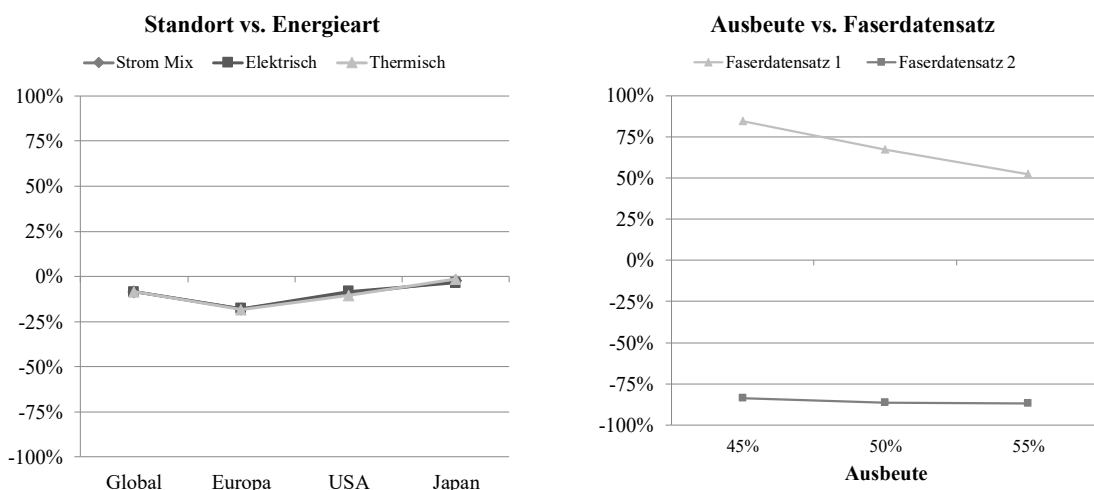 Standort vs. Energieart
Strom Mix Elektrisch Thermisch
100%
75%
50%
25%
0%
-25%
-50%
-75%
-100%
Global Europa USA Japan
Ausbeute vs. Faserdatensatz
Faserdatensatz 1 Faserdatensatz 2
100%
75%
50%
25%
0%
-25%
-50%
-75%
-100%
45% 50% 55%
Ausbeute